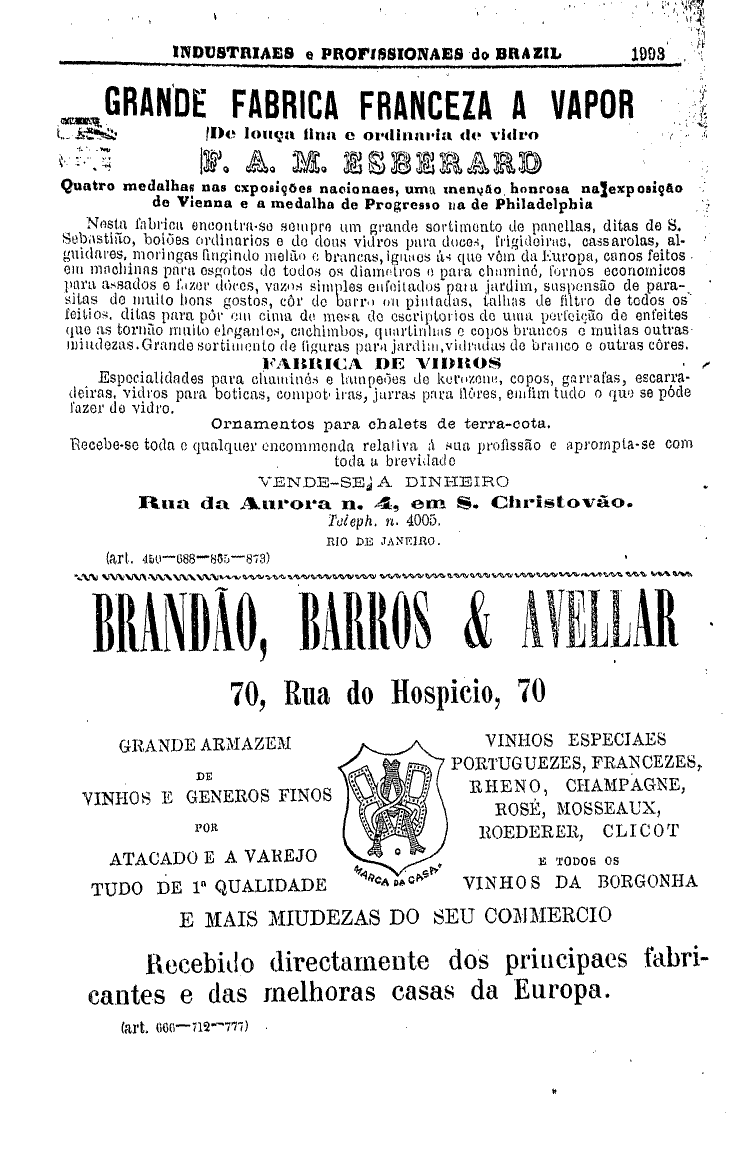 INDUSTRIAES e PROFISSIONAES do BRAZIL 1993
GRANDE FABRICA FRANCEZA A VAPOR
De louça fina e ordinaria de vidro
F. A. M. ESBERARD
Quatro medalhas nas exposições nacionaes, uma menção honrosa na exposição
de Vienna e a medalha de Progresso na de Philadelphia
Nesta fabrica encontra-se sempre um grande sortimento de panellas, ditas de S.
Sebastião, boiões ordinarios e de dous vidros para doces, frigideiras, cassarolas, al-
guidares, moringas fingindo melão e brancas, iguaes ás que vêm da Europa, canos feitos
em machinas para esgotos de todos os diametros e para chaminé, fornos economicos
para assados e fazer dôces, vazos simples enfeitados para jardim, suspensão de para-
sitas de muito bons gostos, côr de barro ou pintadas, talhas de filtro de todos os
feitios, ditas para pôr em cima de mesa de escriptorios de uma perfeição de enfeites
que as tornão muito elegantes, cachimbos, quartinhas e copos brancos e muitas outras
miudezas. Grande sortimento de figuras para jardim, vidradas de branco e outras côres.
FABRICA DE VIDROS
Especialidades para chaminés e lampeões de kerozene, copos, garrafas, escarra-
deiras, vidros para boticas, compot iras, jarras para flôres, emfim tudo o que se póde
fazer de vidro.
Ornamentos para chalets de terra-cota.
Recebe-se toda e qualquer encommenda relativa á sua profissão e aprompta-se com
toda a brevidade
VENDE-SE A DINHEIRO
Rua da Aurora n. 4, em S. Christovão.
Teleph. n. 4005.
RIO DE JANEIRO.
(art. 450—688—835—873)
BRANDÃO, BARROS & AVELLAR
70, Rua do Hospicio, 70
GRANDE ARMAZEM
DE
VINHOS E GENEROS FINOS
POR
ATACADO E A VAREJO
TUDO DE 1ª QUALIDADE
MARCA DA CASA
VINHOS ESPECIAES
PORTUGUEZES, FRANCEZES,
RHENO, CHAMPAGNE,
ROSÉ, MOSSEAUX,
ROEDERER, CLICOT
E TODOS OS
VINHOS DA BORGONHA
E MAIS MIUDEZAS DO SEU COMMERCIO
Recebido directamente dos principaes fabri-
cantes e das melhoras casas da Europa.
(art. 666—712—777)